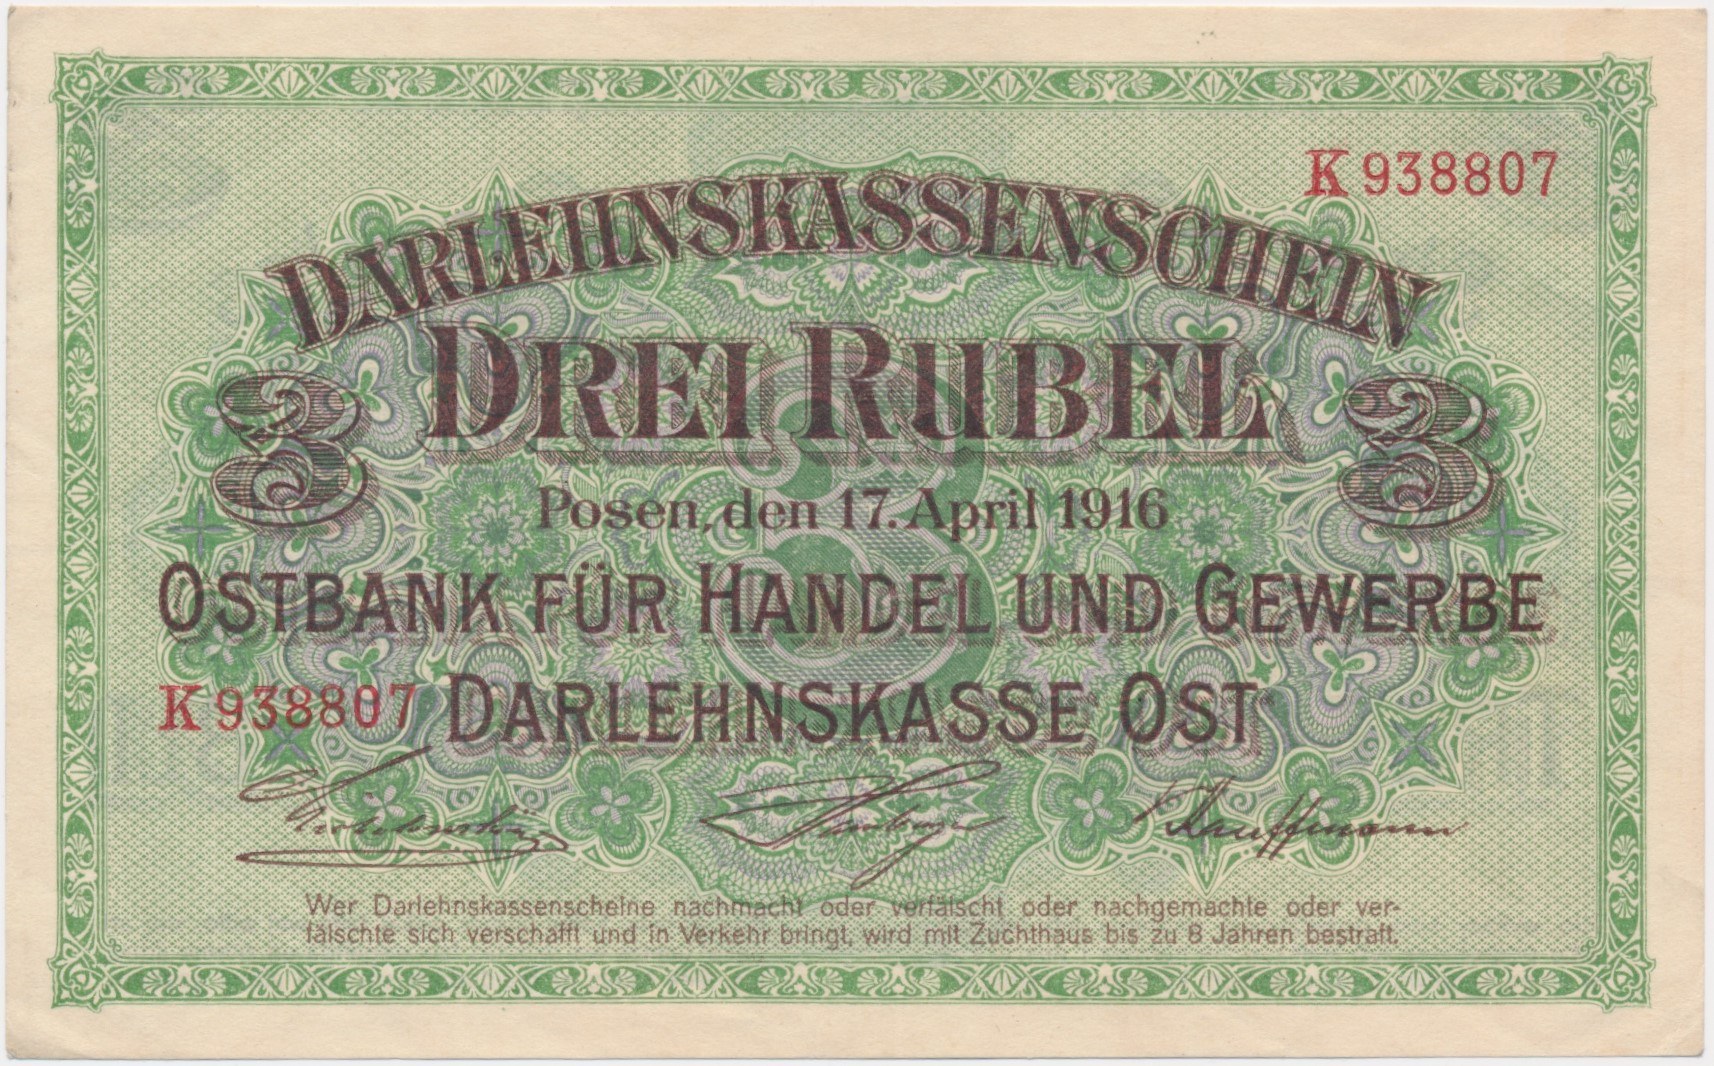 K 938807
DARLEHNSKASSENSCHEIN
DREI RUBEL
3 3
3
Posen, den 17. April 1916
OSTBANK FÜR HANDEL UND GEWERBE
K 938807 DARLEHNSKASSE OST
Kauffmann
Wer Darlehnskassenscheine nachmacht oder verfälscht oder nachgemachte oder ver-
fälschte sich verschafft und in Verkehr bringt, wird mit Zuchthaus bis zu 8 Jahren bestraft.